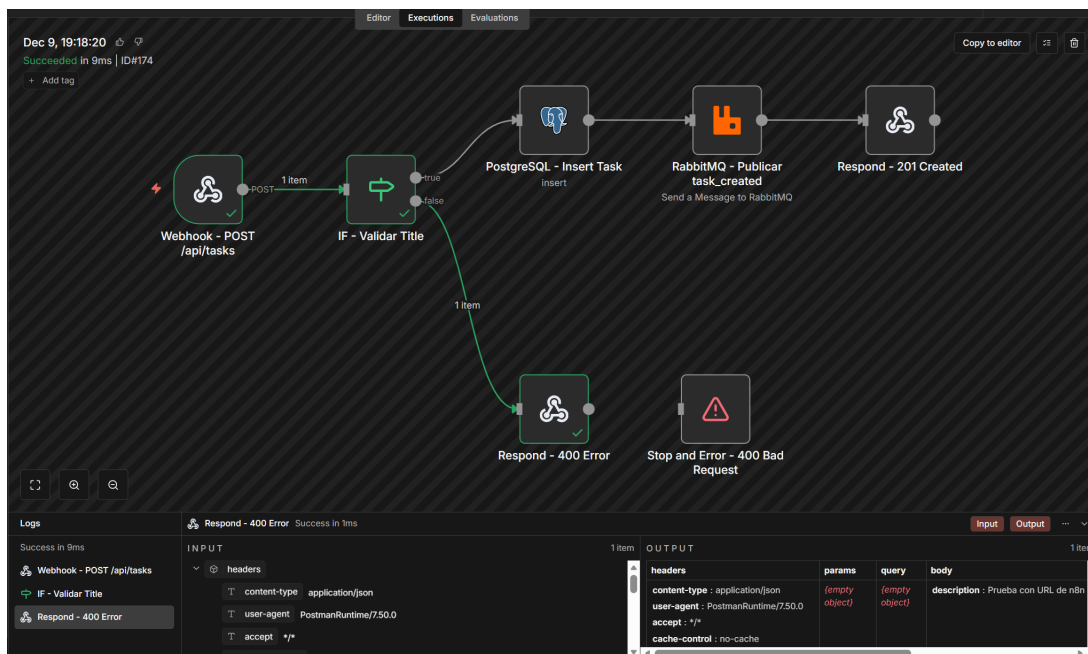 Editor Executions Evaluations
Dec 9, 19:18:20
Succeeded in 9ms | ID#174
+ Add tag
Copy to editor
POST
1 item
true
false
Webhook - POST
/api/tasks
IF - Validar Title
PostgreSQL - Insert Task
insert
RabbitMQ - Publicar
task_created
Send a Message to RabbitMQ
Respond - 201 Created
1 item
Respond - 400 Error
Stop and Error - 400 Bad
Request
Logs
Success in 9ms
Webhook - POST /api/tasks
IF - Validar Title
Respond - 400 Error
Respond - 400 Error Success in 1ms
Input Output
INPUT
1 item
headers
T content-type application/json
T user-agent PostmanRuntime/7.50.0
T accept */*
OUTPUT
1 item
headers params query body
content-type : application/json
user-agent : PostmanRuntime/7.50.0
accept : */*
cache-control : no-cache
{empty
object}
{empty
object}
description : Prueba con URL de n8n